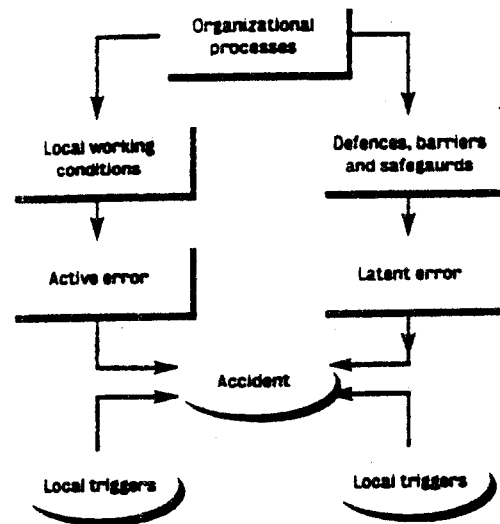 Organizational
processes
Local working
conditions
Defences, barriers
and safegaurds
Active error
Latent error
Accident
Local triggers
Local triggers